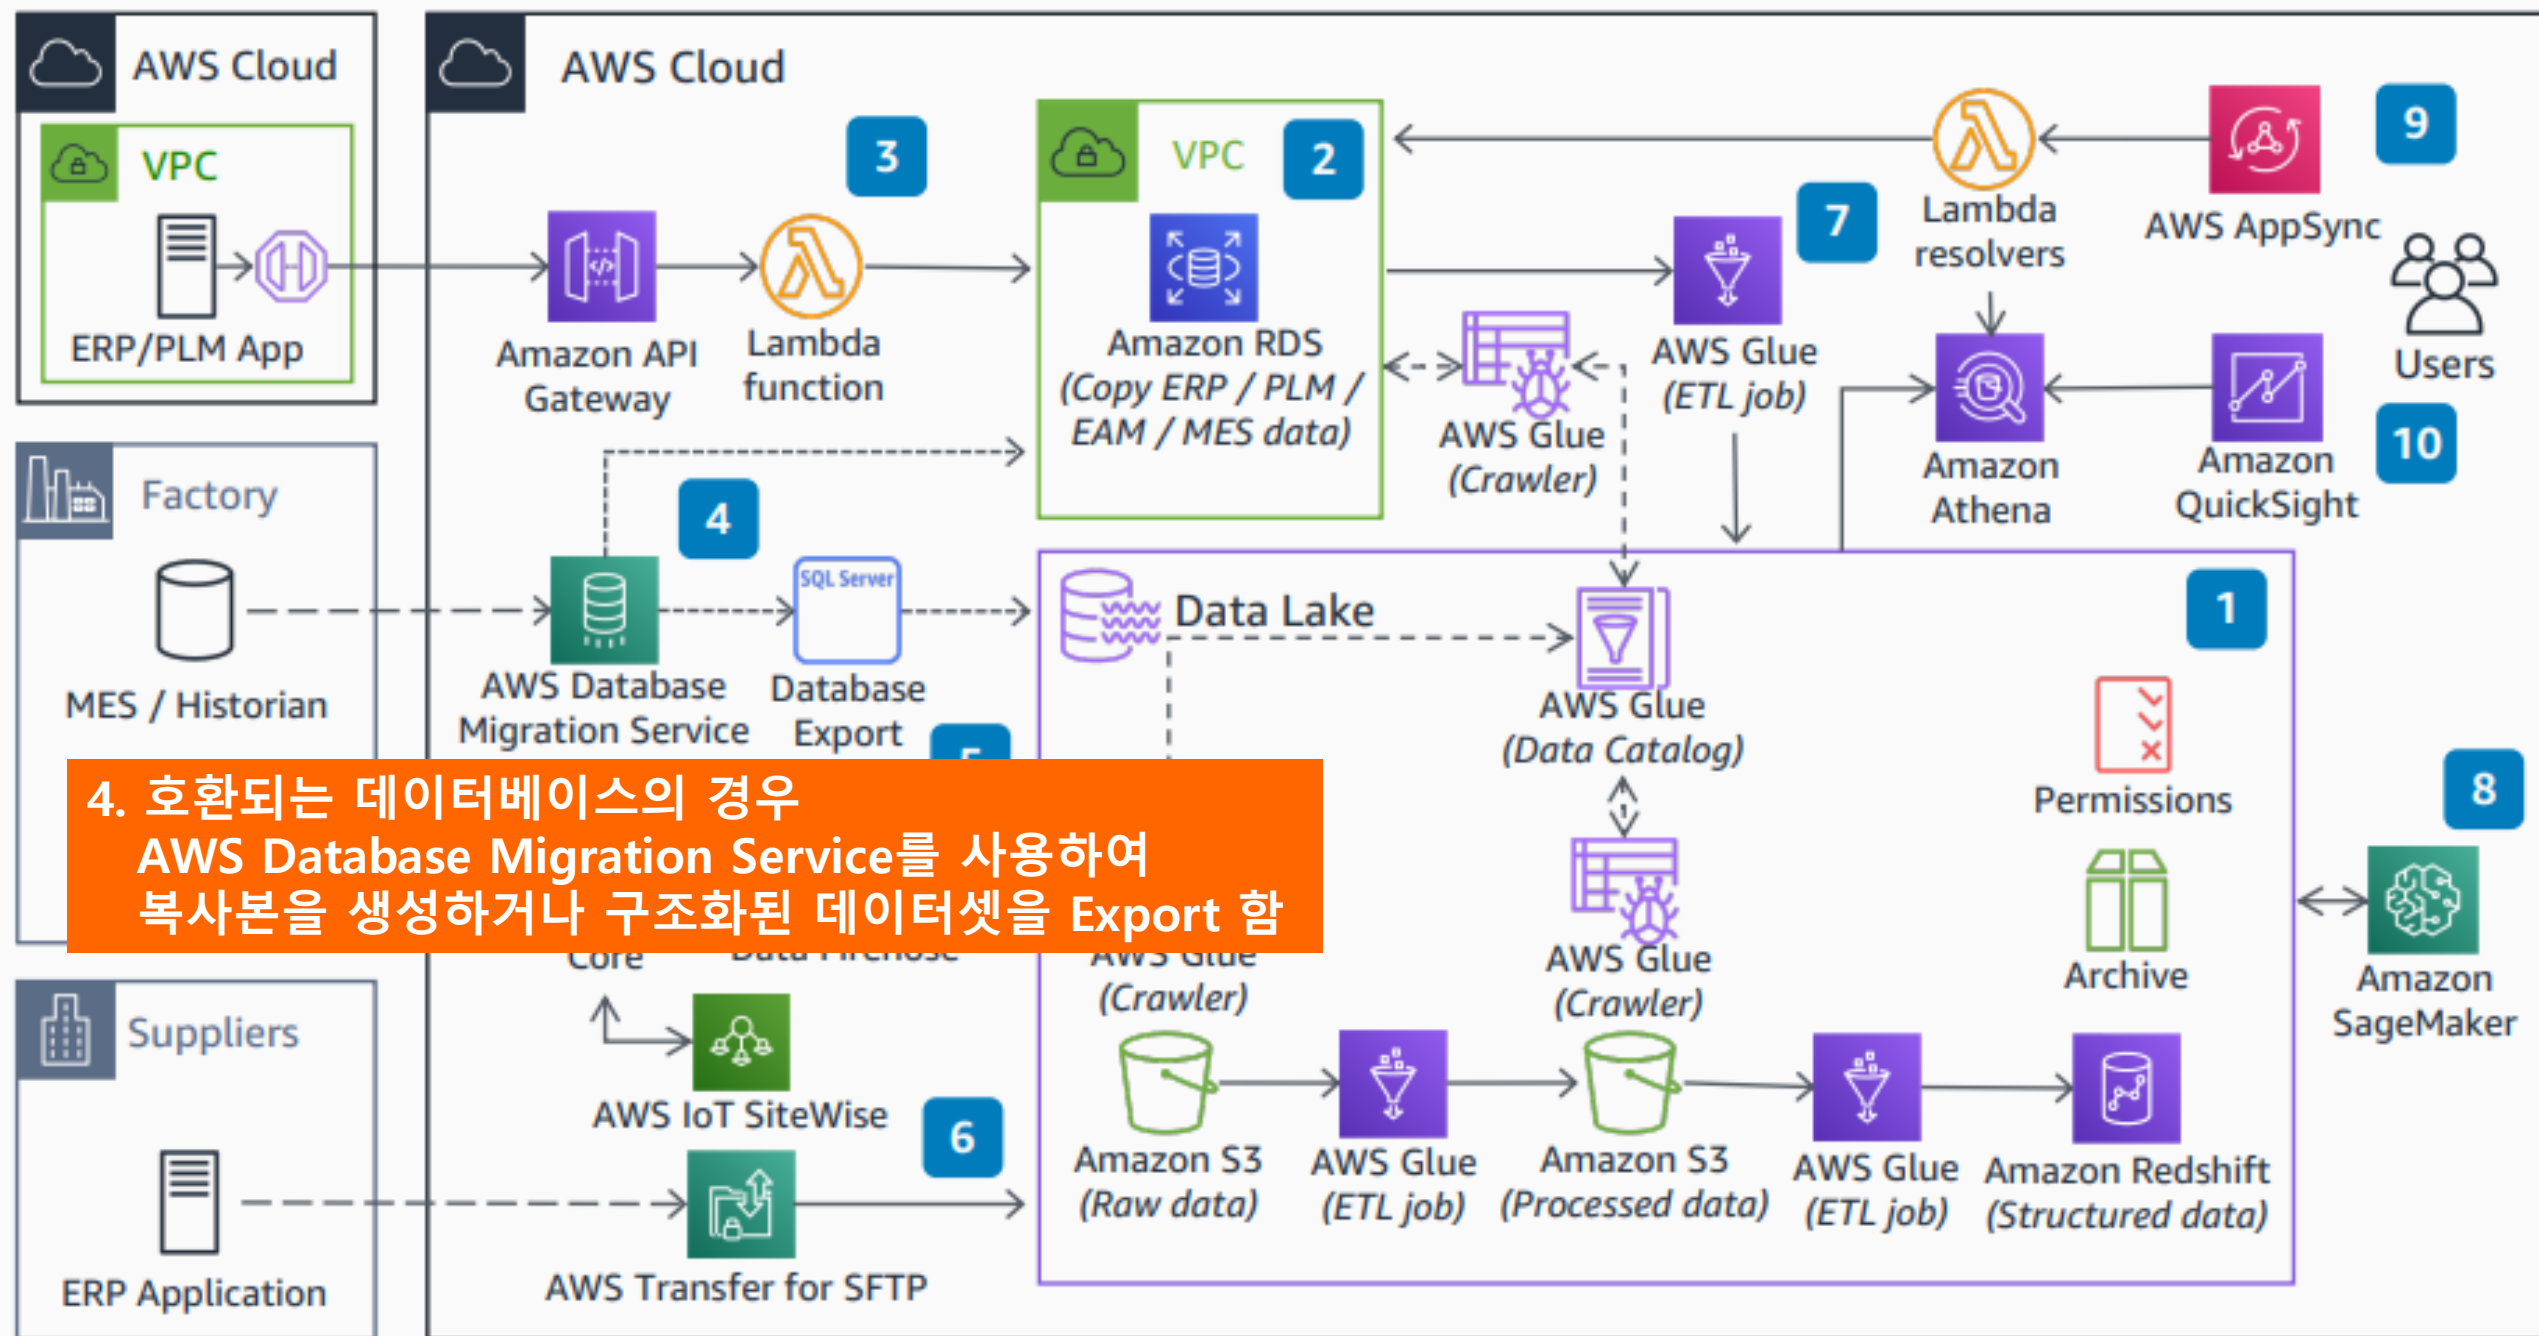 AWS Cloud
VPC
ERP/PLM App
Factory
MES / Historian
Suppliers
ERP Application
AWS Cloud
3
Amazon API
Gateway
Lambda
function
VPC
2
Amazon RDS
(Copy ERP / PLM /
EAM / MES data)
AWS Glue
(Crawler)
7
AWS Glue
(ETL job)
Lambda
resolvers
AWS AppSync
9
Users
Amazon
Athena
Amazon
QuickSight
10
4
SQL Server
AWS Database
Migration Service
Database
Export
4. 호환되는 데이터베이스의 경우
AWS Database Migration Service를 사용하여
복사본을 생성하거나 구조화된 데이터셋을 Export 함
Core
AWS IoT SiteWise
6
AWS Transfer for SFTP
Data Lake
1
AWS Glue
(Data Catalog)
Permissions
Archive
8
Amazon
SageMaker
AWS Glue
(Crawler)
AWS Glue
(Crawler)
Amazon S3
(Raw data)
AWS Glue
(ETL job)
Amazon S3
(Processed data)
AWS Glue
(ETL job)
Amazon Redshift
(Structured data)